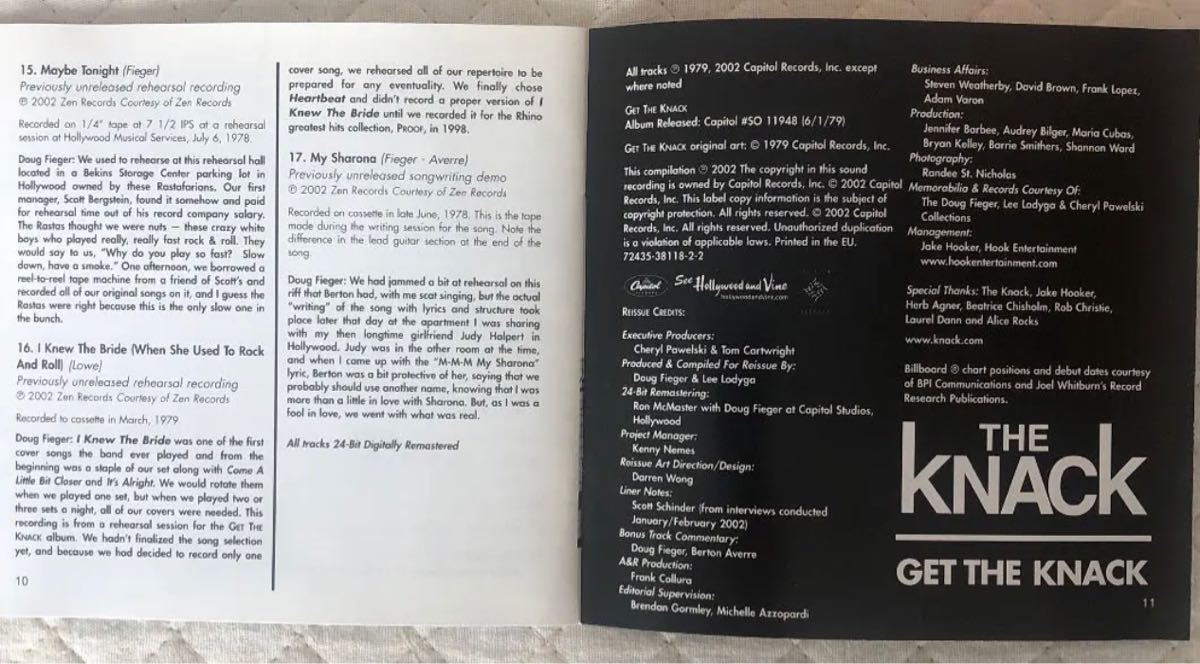 15. Maybe Tonight (Fieger)
Previously unreleased rehearsal recording
℗ 2002 Zen Records Courtesy of Zen Records
Recorded on 1/4" tape at 7 1/2 IPS at a rehearsal
session at Hollywood Musical Services, July 6, 1978.
Doug Fieger: We used to rehearse at this rehearsal hall
located in a Bekins Storage Center parking lot in
Hollywood owned by these Rastafarians. Our first
manager, Scott Bergstein, found it somehow and paid
for rehearsal time out of his record company salary.
The Rastas thought we were nuts — these crazy white
boys who played really, really fast rock & roll. They
would say to us, "Why do you play so fast? Slow
down, have a smoke." One afternoon, we borrowed a
reel-to-reel tape machine from a friend of Scott's and
recorded all of our original songs on it, and I guess the
Rastas were right because this is the only slow one in
the bunch.
16. I Knew The Bride (When She Used To Rock
And Roll) (Lowe)
Previously unreleased rehearsal recording
℗ 2002 Zen Records Courtesy of Zen Records
Recorded to cassette in March, 1979
Doug Fieger: I Knew The Bride was one of the first
cover songs the band ever played and from the
beginning was a staple of our set along with Come A
Little Bit Closer and It's Alright. We would rotate them
when we played one set, but when we played two or
three sets a night, all of our covers were needed. This
recording is from a rehearsal session for the GET THE
KNACK album. We hadn't finalized the song selection
yet, and because we had decided to record only one
10
cover song, we rehearsed all of our repertoire to be
prepared for any eventuality. We finally chose
Heartbeat and didn't record a proper version of I
Knew The Bride until we recorded it for the Rhino
greatest hits collection, PROOF, in 1998.
17. My Sharona (Fieger - Averre)
Previously unreleased songwriting demo
℗ 2002 Zen Records Courtesy of Zen Records
Recorded on cassette in late June, 1978. This is the tape
made during the writing session for the song. Note the
difference in the lead guitar section at the end of the
song.
Doug Fieger: We had jammed a bit at rehearsal on this
riff that Berton had, with me scat singing, but the actual
"writing" of the song with lyrics and structure took
place later that day at the apartment I was sharing
with my then longtime girlfriend Judy Halpert in
Hollywood. Judy was in the other room at the time,
and when I came up with the "M-M-M My Sharona"
lyric, Berton was a bit protective of her, saying that we
probably should use another name, knowing that I was
more than a little in love with Sharona. But, as I was a
fool in love, we went with what was real.
All tracks 24-Bit Digitally Remastered
All tracks ℗ 1979, 2002 Capitol Records, Inc. except
where noted
GET THE KNACK
Album Released: Capitol #SO 11948 (6/1/79)
GET THE KNACK original art: © 1979 Capitol Records, Inc.
This compilation ℗ 2002 The copyright in this sound
recording is owned by Capitol Records, Inc. © 2002 Capitol
Records, Inc. This label copy information is the subject of
copyright protection. All rights reserved. © 2002 Capitol
Records, Inc. All rights reserved. Unauthorized duplication
is a violation of applicable laws. Printed in the EU.
72435-38118-2-2
Capitol
See Hollywood and Vine
hollywoodandvine.com
REISSUE CREDITS:
Executive Producers:
Cheryl Pawelski & Tom Cartwright
Produced & Compiled For Reissue By:
Doug Fieger & Lee Lodyga
24-Bit Remastering:
Ron McMaster with Doug Fieger at Capitol Studios,
Hollywood
Project Manager:
Kenny Nemes
Reissue Art Direction/Design:
Darren Wong
Liner Notes:
Scott Schinder (from interviews conducted
January/February 2002)
Bonus Track Commentary:
Doug Fieger, Berton Averre
A&R Production:
Frank Collura
Editorial Supervision:
Brendan Gormley, Michelle Azzopardi
Business Affairs:
Steven Weatherby, David Brown, Frank Lopez,
Adam Varon
Production:
Jennifer Barbee, Audrey Bilger, Maria Cubas,
Bryan Kelley, Barrie Smithers, Shannon Ward
Photography:
Randee St. Nicholas
Memorabilia & Records Courtesy Of:
The Doug Fieger, Lee Lodyga & Cheryl Pawelski
Collections
Management:
Jake Hooker, Hook Entertainment
www.hookentertainment.com
Special Thanks: The Knack, Jake Hooker,
Herb Agner, Beatrice Chisholm, Rob Christie,
Laurel Dann and Alice Rocks
www.knack.com
Billboard ® chart positions and debut dates courtesy
of BPI Communications and Joel Whitburn's Record
Research Publications.
THE
KNACK
GET THE KNACK
11